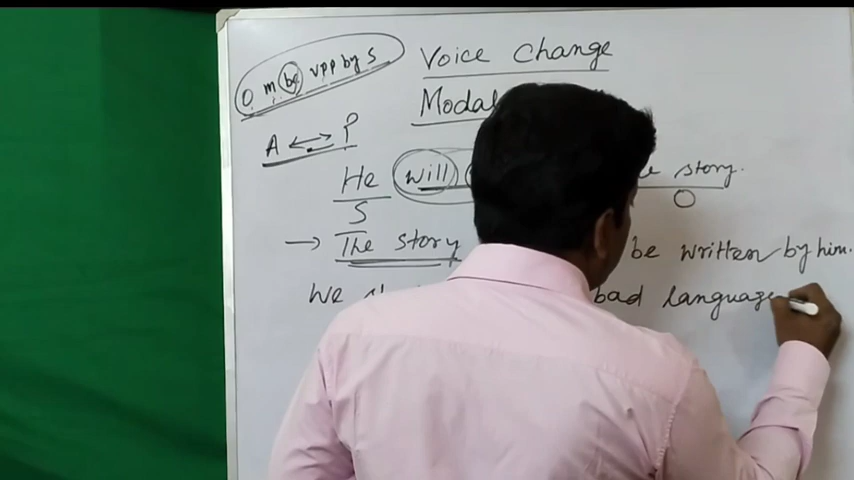 O m be vpp by S
Voice Change
Modal
A ↔ P
He will story.
S O
→ The story be written by him.
We bad language